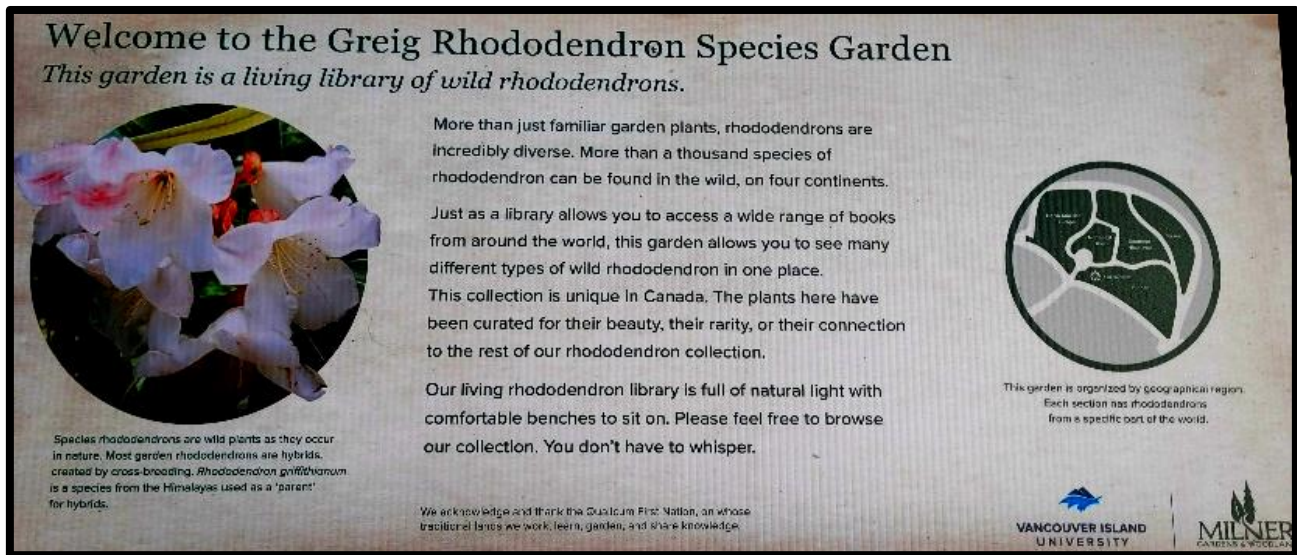 Welcome to the Greig Rhododendron Species Garden
This garden is a living library of wild rhododendrons.
More than just familiar garden plants, rhododendrons are
incredibly diverse. More than a thousand species of
rhododendron can be found in the wild, on four continents.
Just as a library allows you to access a wide range of books
from around the world, this garden allows you to see many
different types of wild rhododendron in one place.
This collection is unique in Canada. The plants here have
been curated for their beauty, their rarity, or their connection
to the rest of our rhododendron collection.
Our living rhododendron library is full of natural light with
comfortable benches to sit on. Please feel free to browse
our collection. You don't have to whisper.
Species rhododendrons are wild plants as they occur
in nature. Most garden rhododendrons are hybrids,
created by cross-breeding. Rhododendron griffithianum
is a species from the Himalayas used as a 'parent'
for hybrids.
This garden is organized by geographical region.
Each section has rhododendrons
from a specific part of the world.
We acknowledge and thank the Qualicum First Nation, on whose
traditional lands we work, learn, garden, and share knowledge.
VANCOUVER ISLAND
UNIVERSITY
MILNER
GARDENS & WOODLAN